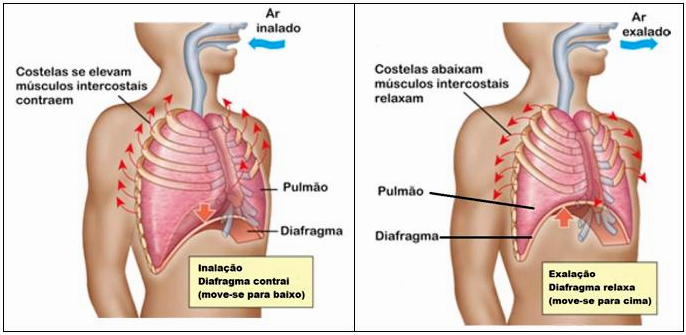 Ar
inalado
Costelas se elevam
músculos intercostais
contraem
Pulmão
Diafragma
Inalação
Diafragma contrai
(move-se para baixo)
Ar
exalado
Costelas abaixam
músculos intercostais
relaxam
Pulmão
Diafragma
Exalação
Diafragma relaxa
(move-se para cima)